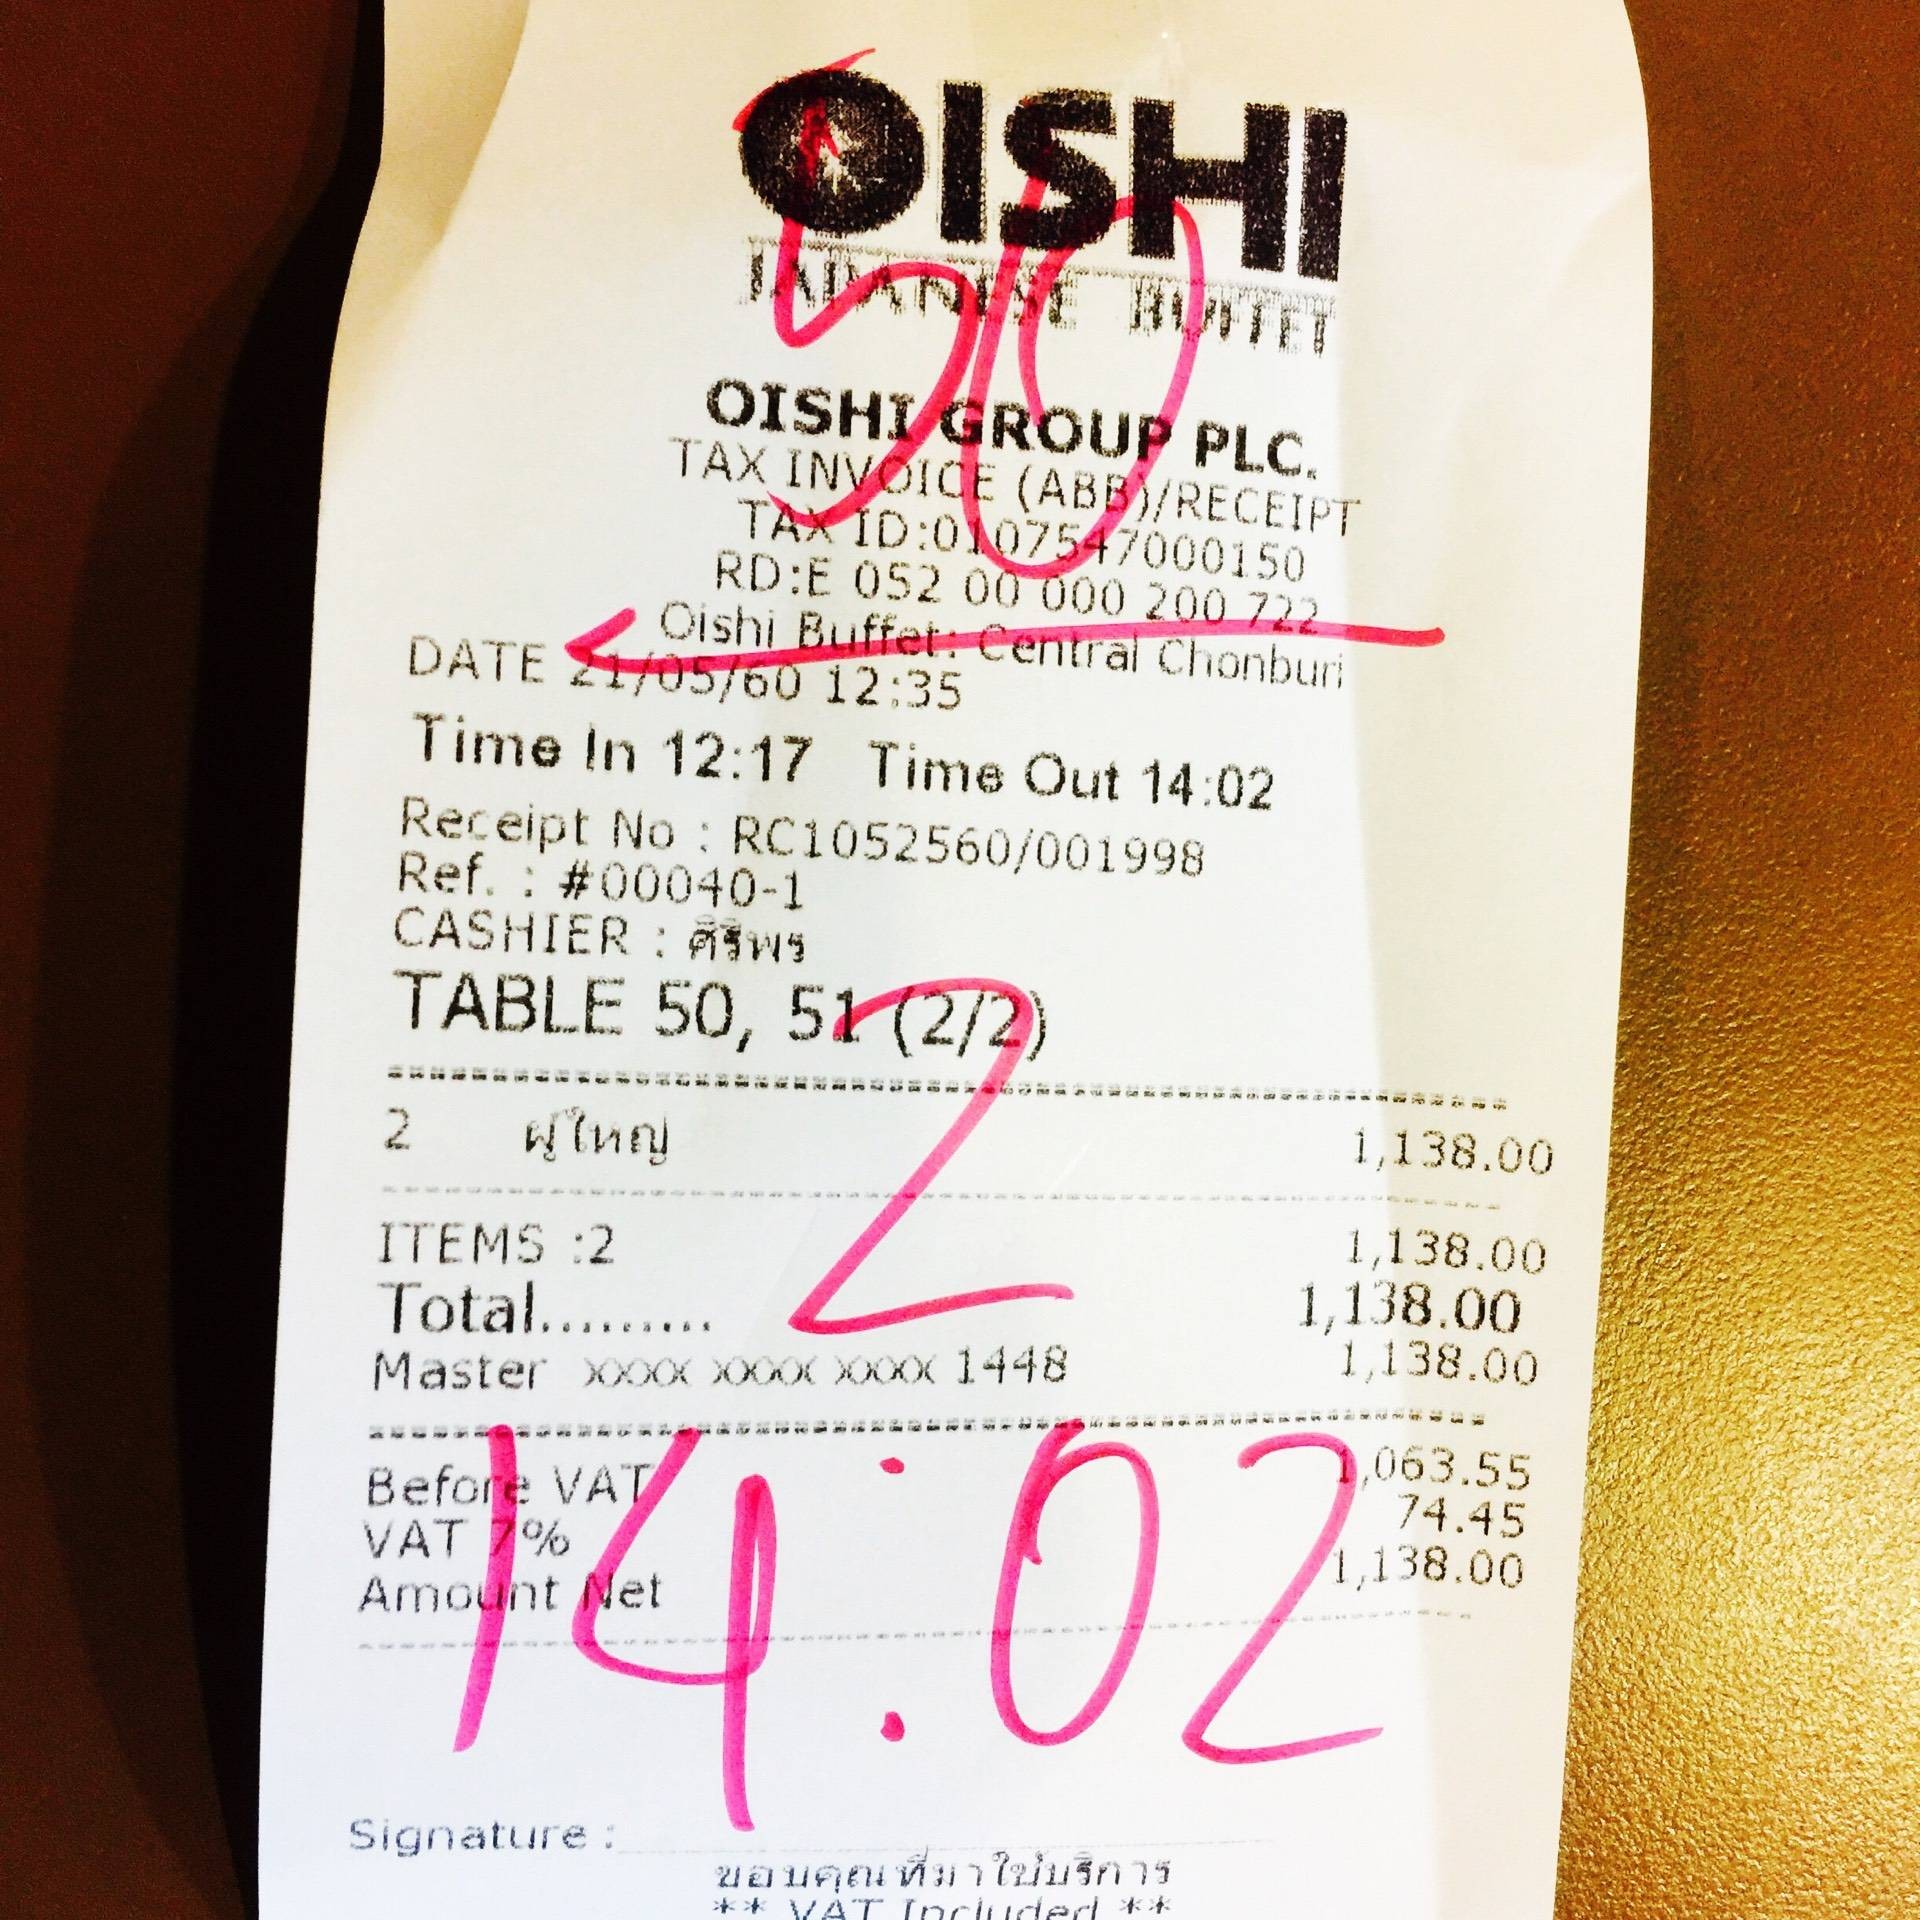 OISHI
JAPANESE BUFFET
50
OISHI GROUP PLC.
TAX INVOICE (ABB)/RECEIPT
TAX ID:0107547000150
RD:E 052 00 000 200 722
Oishi Buffet: Central Chonburi
DATE 21/05/60 12:35
Time In 12:17 Time Out 14:02
Receipt No : RC1052560/001998
Ref. : #00040-1
CASHIER : ศิริพร
TABLE 50, 51 (2/2)
2 ผู้ใหญ่ 1,138.00
2
ITEMS :2 1,138.00
Total......... 1,138.00
Master xxxx xxxx xxxx 1448 1,138.00
Before VAT 1,063.55
VAT 7% 74.45
Amount Net 1,138.00
14:02
Signature :
ขอบคุณที่มาใช้บริการ
** VAT Included **